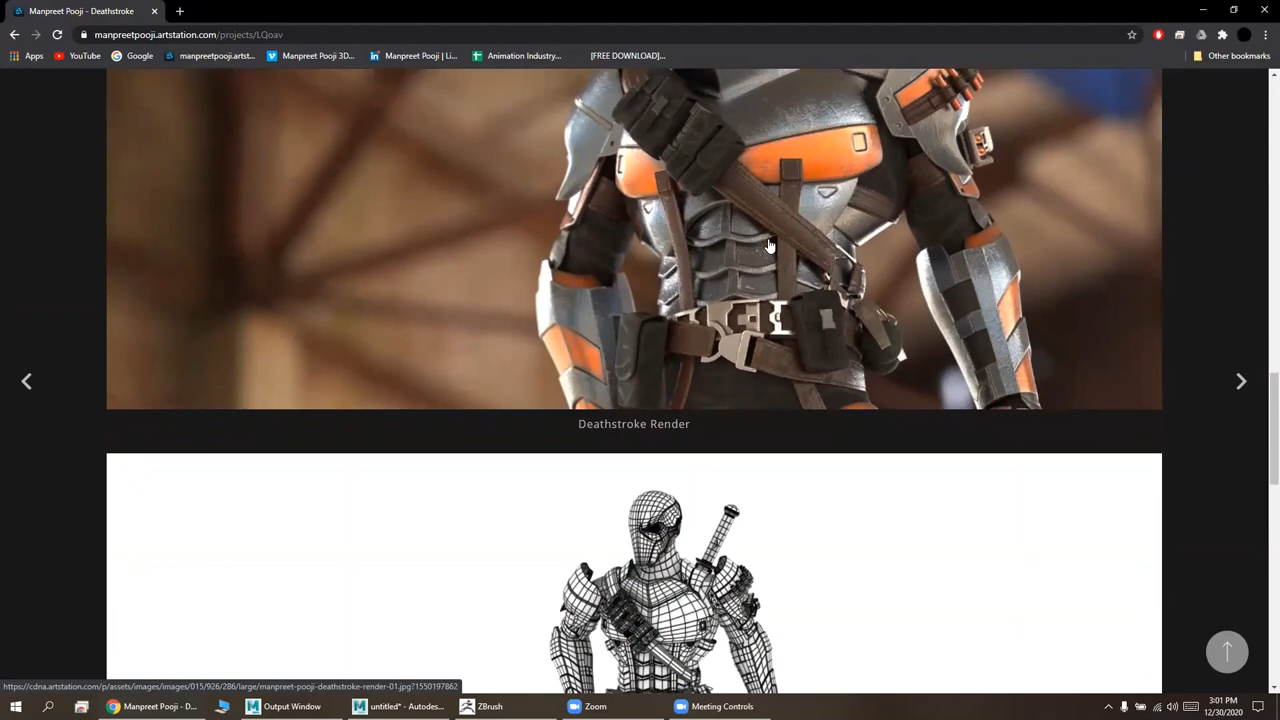 Manpreet Pooji - Deathstroke
manpreetpooji.artstation.com/projects/LQoav
Apps YouTube Google manpreetpooji.artst... Manpreet Pooji 3D... Manpreet Pooji | Li... Animation Industry... [FREE DOWNLOAD]... Other bookmarks
Deathstroke Render
https://cdna.artstation.com/p/assets/images/images/015/926/286/large/manpreet-pooji-deathstroke-render-01.jpg?1550197862
Manpreet Pooji - D... Output Window untitled* - Autodes... ZBrush Zoom Meeting Controls
3:01 PM
12/30/2020